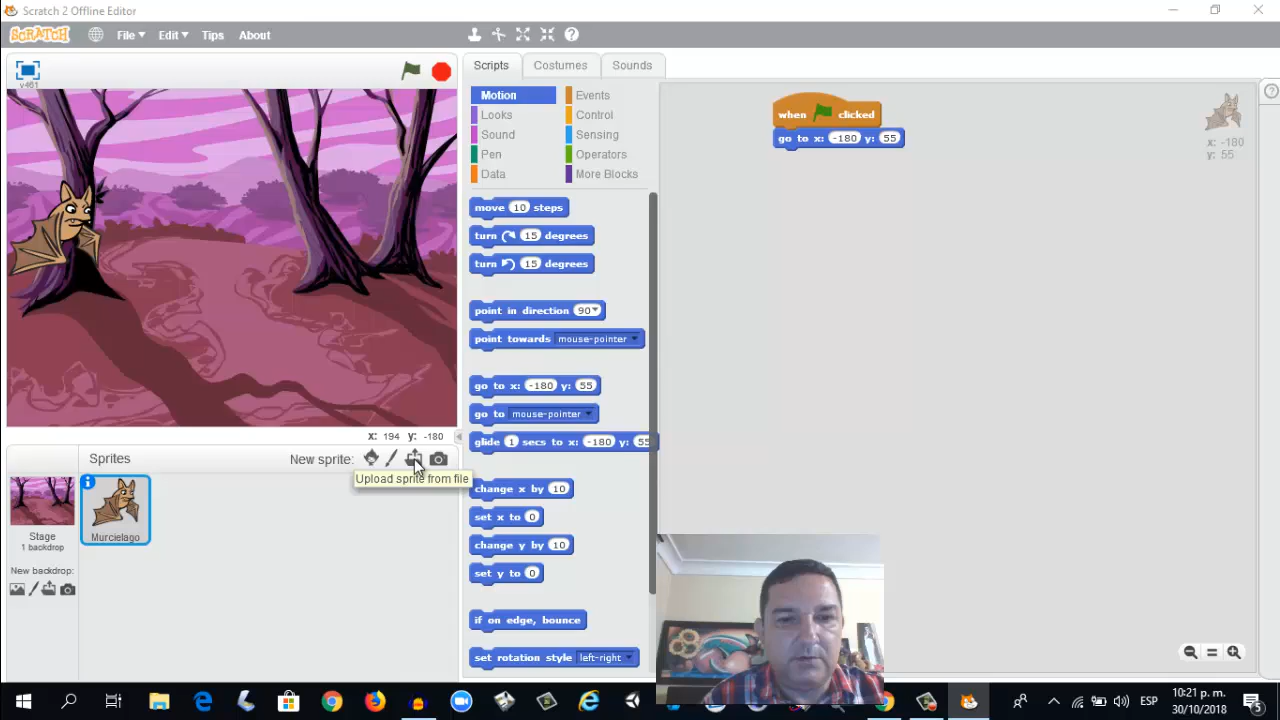 Scratch 2 Offline Editor
SCRATCH File Edit Tips About
v461
Scripts Costumes Sounds
Motion Events
Looks Control
Sound Sensing
Pen Operators
Data More Blocks
move 10 steps
turn 15 degrees
turn 15 degrees
point in direction 90
point towards mouse-pointer
go to x: -180 y: 55
go to mouse-pointer
glide 1 secs to x: -180 y: 55
change x by 10
set x to 0
change y by 10
set y to 0
if on edge, bounce
set rotation style left-right
when clicked
go to x: -180 y: 55
x: -180
y: 55
x: 194 y: -180
Sprites New sprite:
Upload sprite from file
Stage
1 backdrop
New backdrop:
Murcielago
ESP
10:21 p. m.
30/10/2018
5